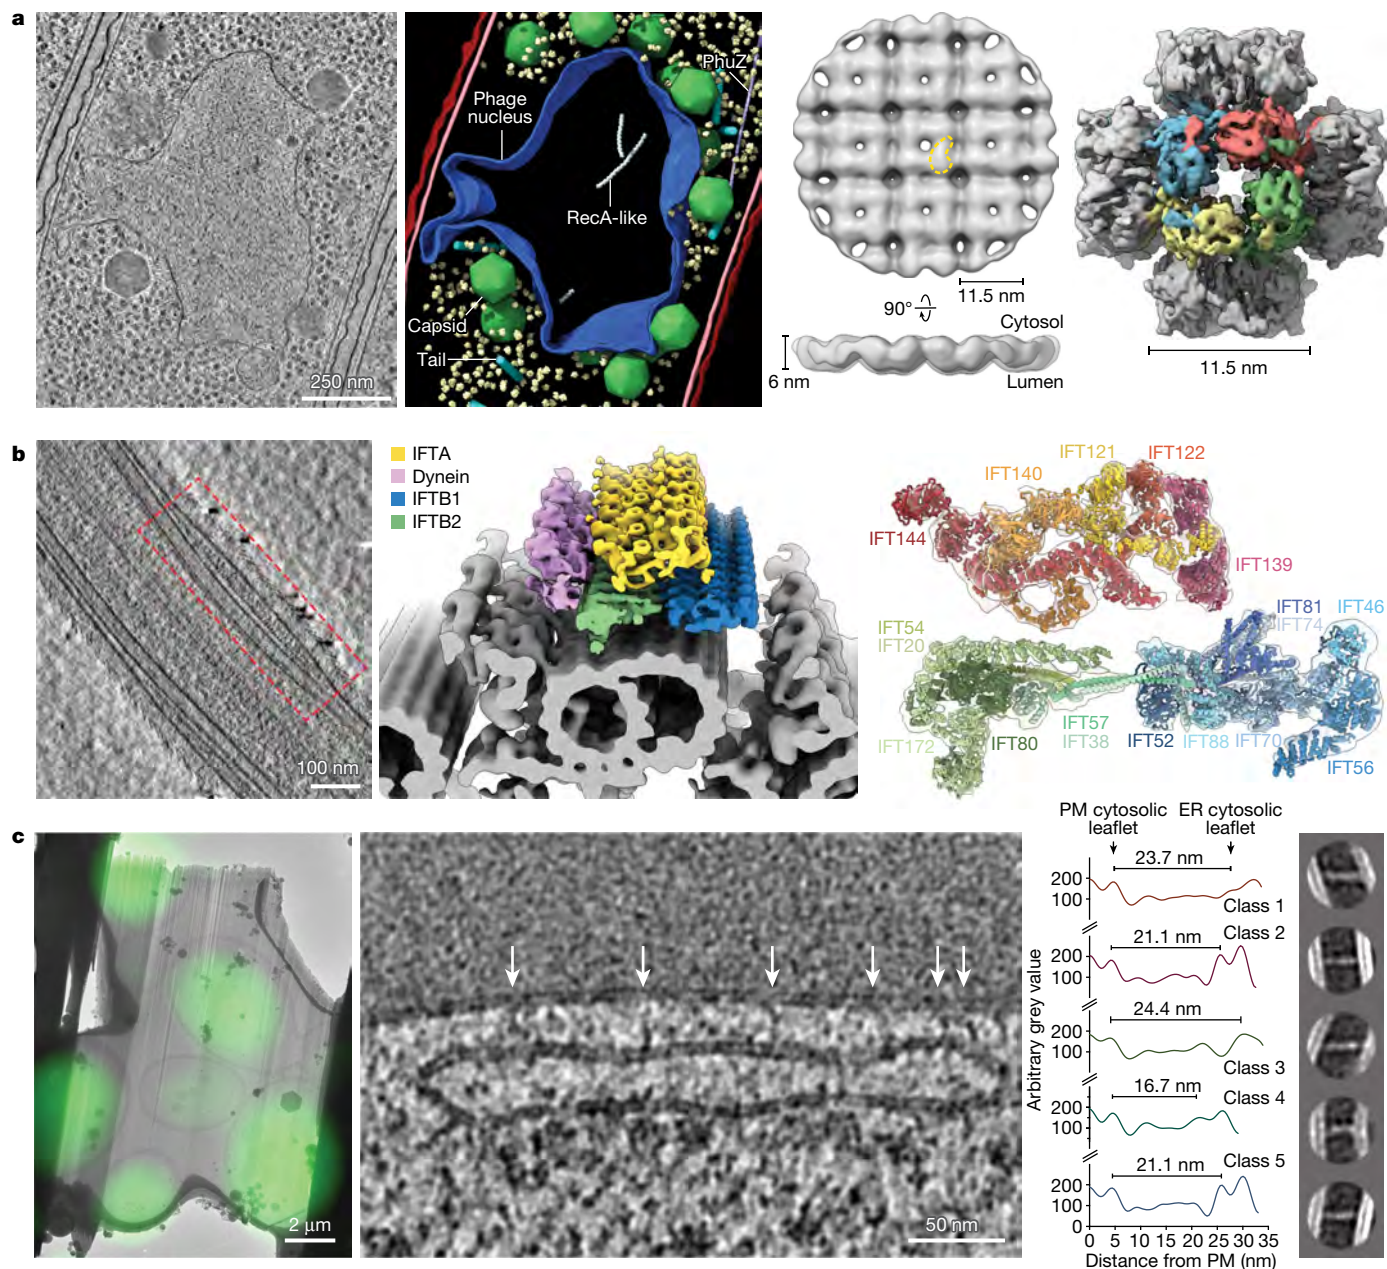 a
250 nm
Phage
nucleus
PhuZ
RecA-like
Capsid
Tail
11.5 nm
90°
Cytosol
6 nm
Lumen
11.5 nm
b
100 nm
IFTA
Dynein
IFTB1
IFTB2
IFT121
IFT122
IFT140
IFT144
IFT139
IFT81
IFT46
IFT74
IFT54
IFT20
IFT57
IFT172
IFT80
IFT38
IFT52
IFT88
IFT70
IFT56
c
2 μm
50 nm
PM cytosolic
leaflet
ER cytosolic
leaflet
Arbitrary grey value
23.7 nm
200
100
Class 1
Class 2
21.1 nm
200
100
24.4 nm
200
100
Class 3
Class 4
16.7 nm
200
100
Class 5
21.1 nm
200
100
0
0 5 10 15 20 25 30 35
Distance from PM (nm)